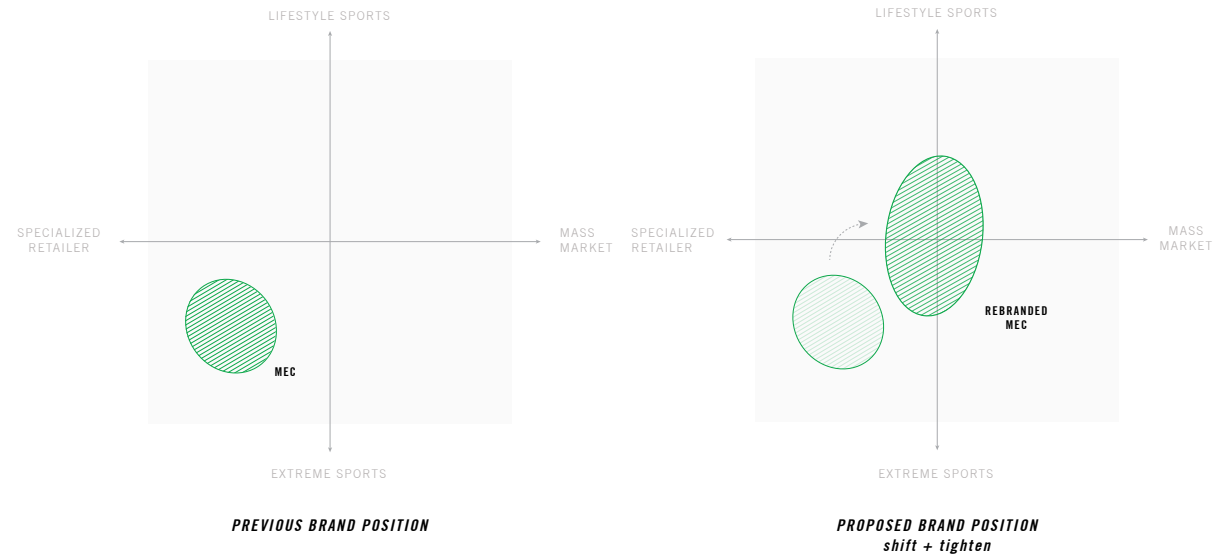 LIFESTYLE SPORTS
SPECIALIZED
RETAILER
MASS
MARKET
MEC
EXTREME SPORTS
PREVIOUS BRAND POSITION
LIFESTYLE SPORTS
SPECIALIZED
RETAILER
MASS
MARKET
REBRANDED
MEC
EXTREME SPORTS
PROPOSED BRAND POSITION
shift + tighten